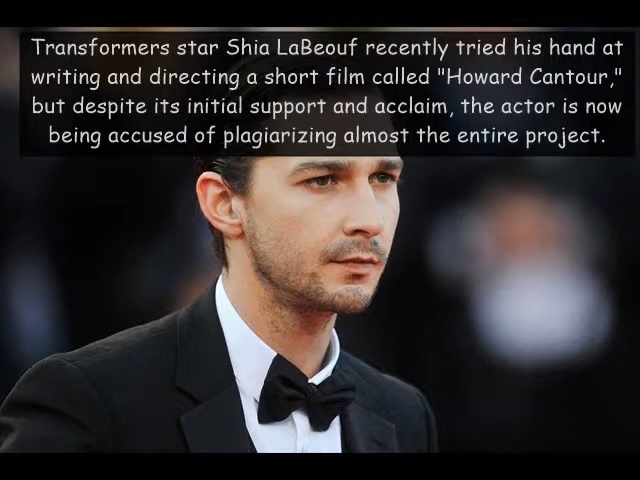 Transformers star Shia LaBeouf recently tried his hand at
writing and directing a short film called "Howard Cantour,"
but despite its initial support and acclaim, the actor is now
being accused of plagiarizing almost the entire project.